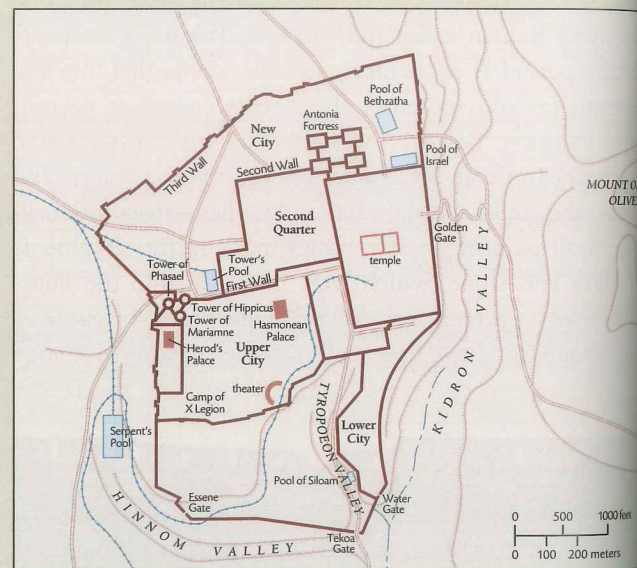 Pool of
Bethzatha
Antonia
Fortress
New
City
Pool of
Israel
Third Wall
Second Wall
MOUNT O
OLIVE
Second
Quarter
Golden
Gate
temple
Tower of
Phasael
Tower's
Pool
First Wall
Tower of Hippicus
Tower of
Mariamne
Hasmonean
Palace
Herod's
Palace
Upper
City
theater
Camp of
X Legion
KIDRON VALLEY
TYROPOEON VALLEY
Lower
City
Serpent's
Pool
Pool of Siloam
Essene
Gate
Water
Gate
HINNOM VALLEY
Tekoa
Gate
0 500 1000 feet
0 100 200 meters